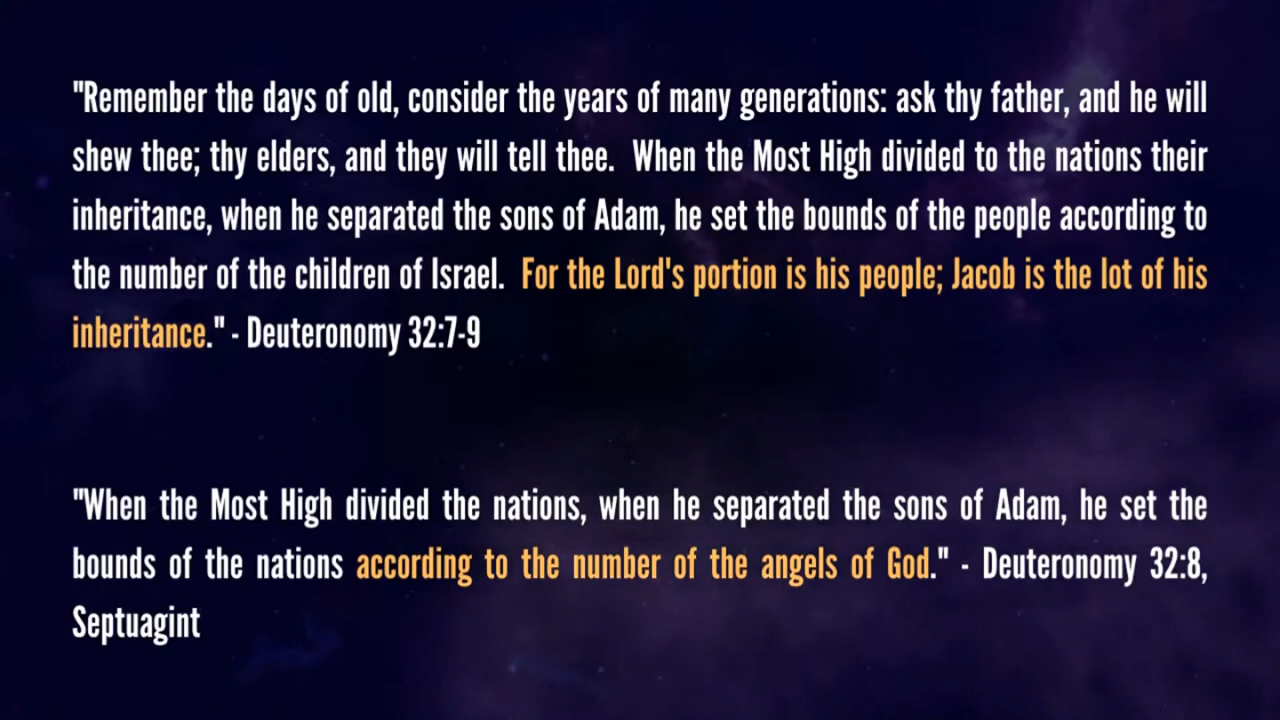 "Remember the days of old, consider the years of many generations: ask thy father, and he will
shew thee; thy elders, and they will tell thee.  When the Most High divided to the nations their
inheritance, when he separated the sons of Adam, he set the bounds of the people according to
the number of the children of Israel.  For the Lord's portion is his people; Jacob is the lot of his
inheritance." - Deuteronomy 32:7-9
"When the Most High divided the nations, when he separated the sons of Adam, he set the
bounds of the nations according to the number of the angels of God." - Deuteronomy 32:8,
Septuagint